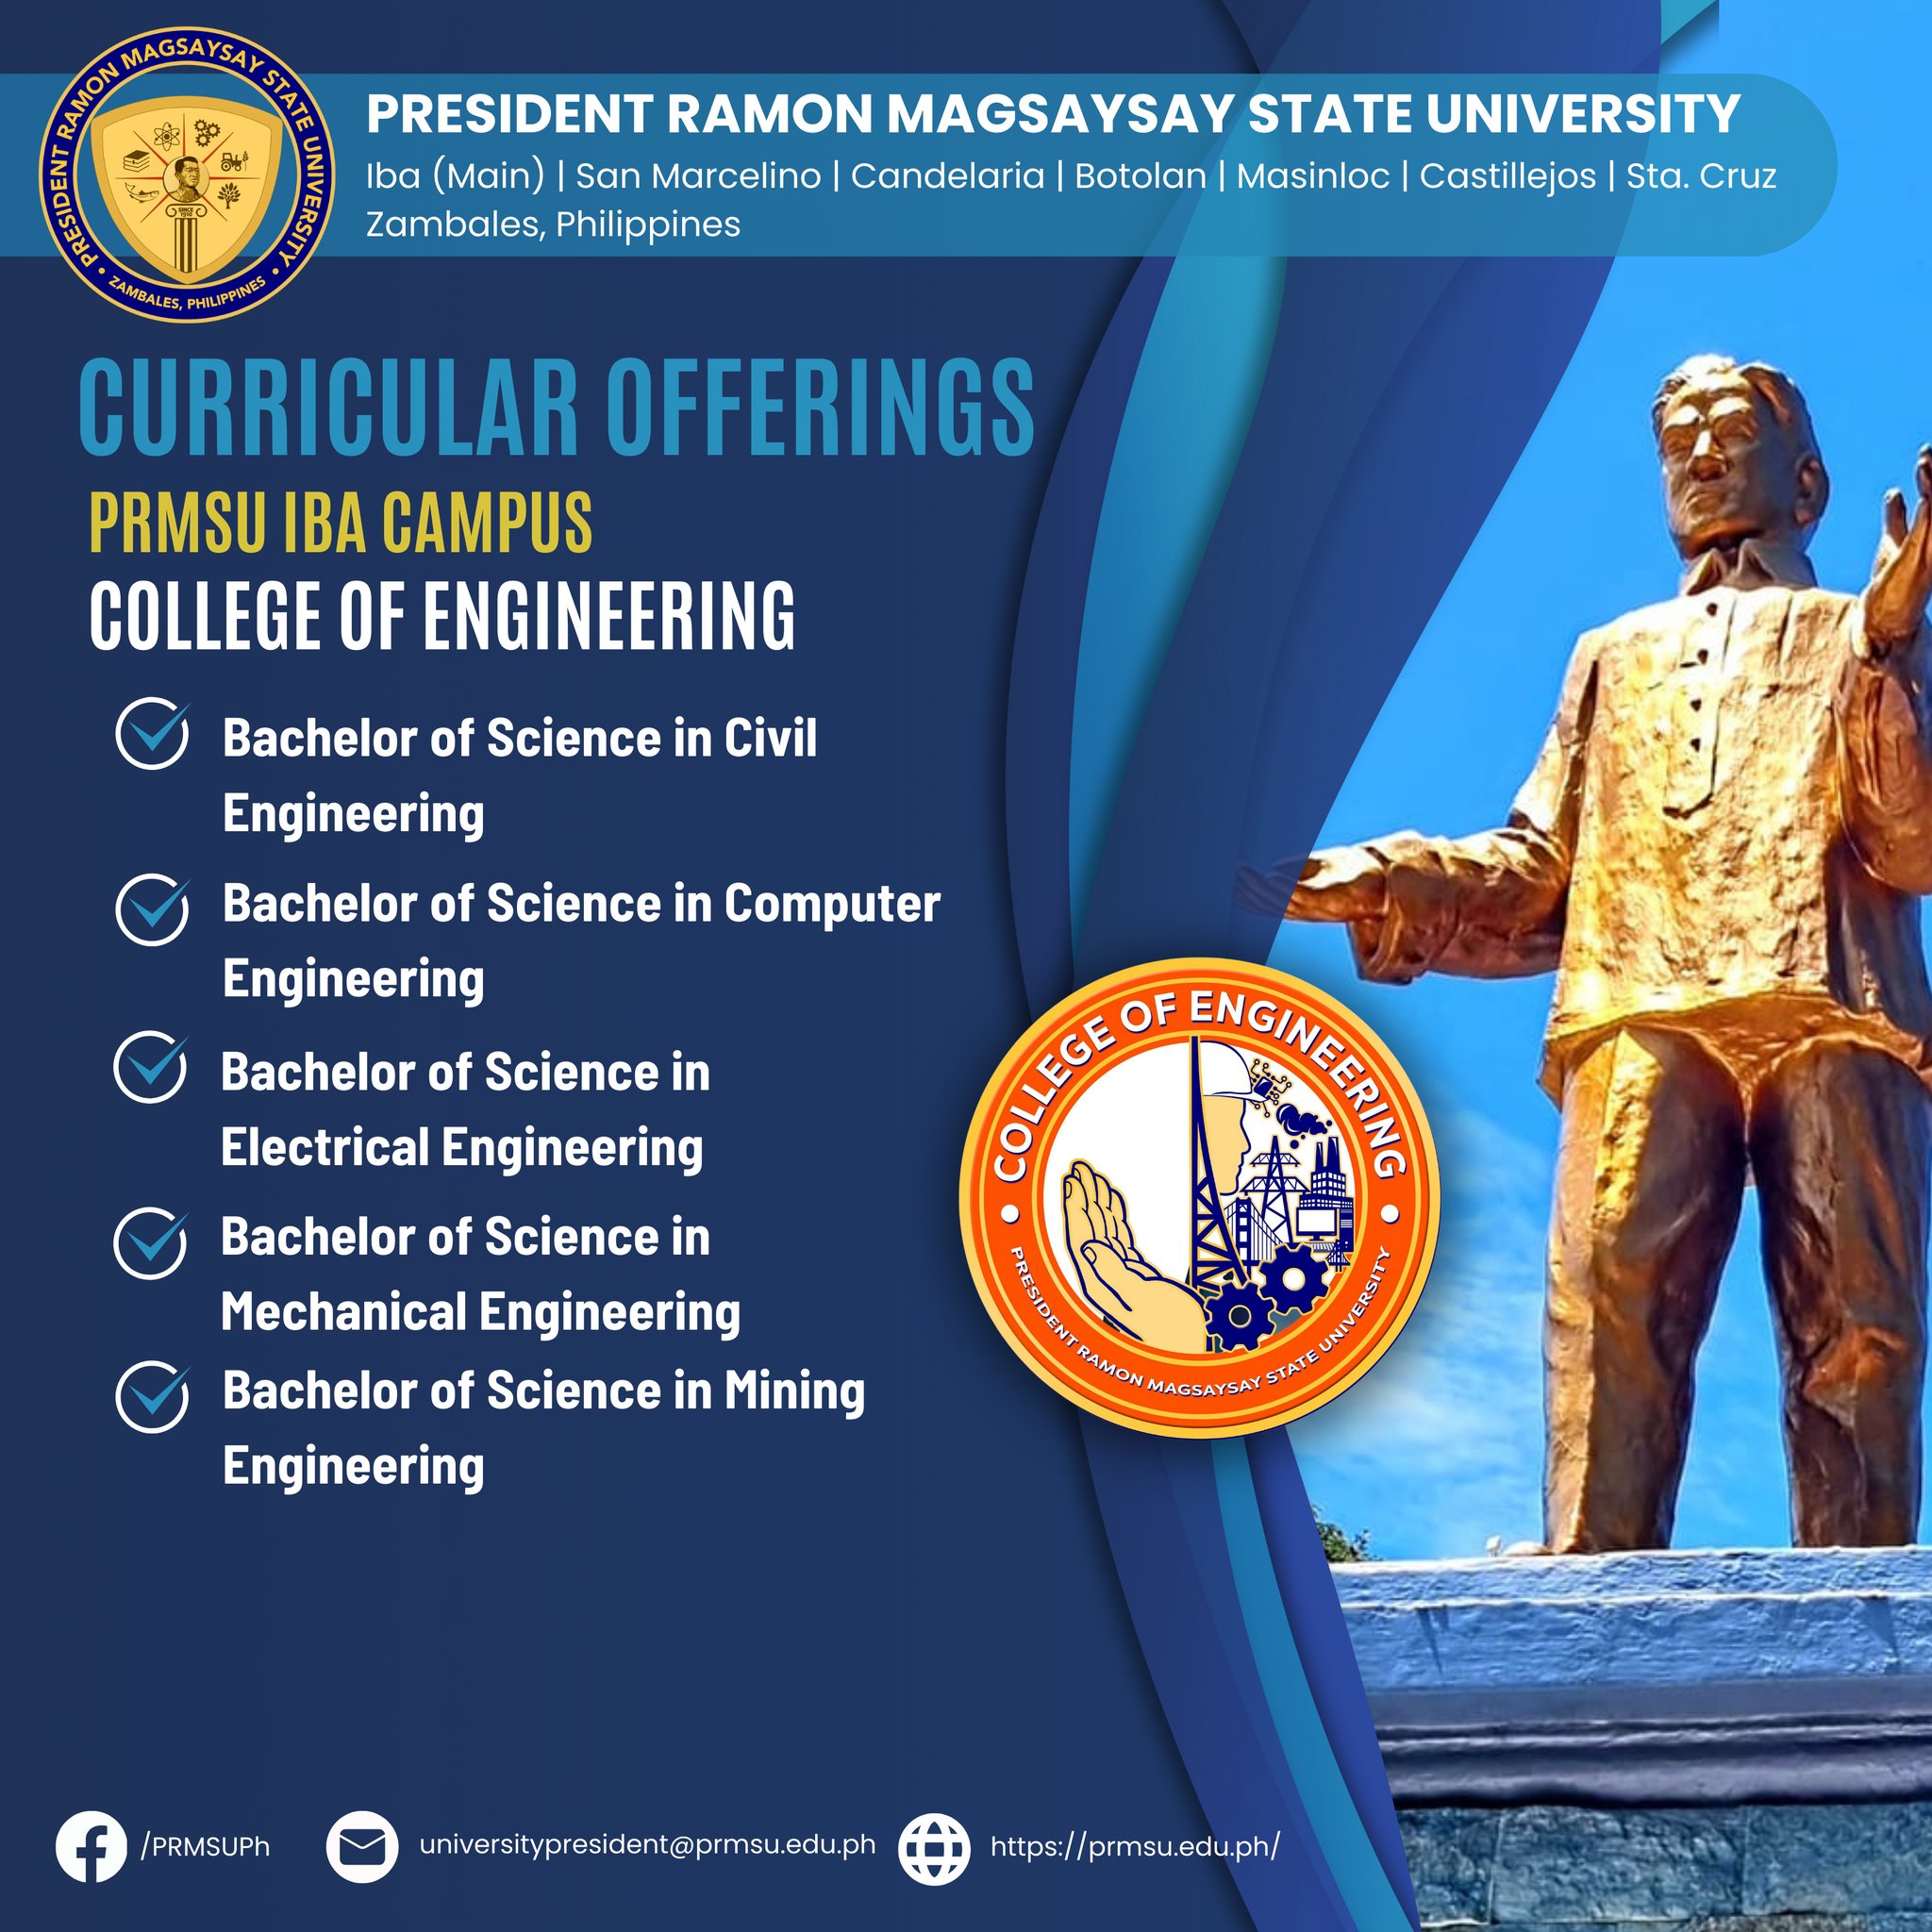 PRESIDENT RAMON MAGSAYSAY STATE UNIVERSITY
• ZAMBALES, PHILIPPINES •
SINCE
1910
PRESIDENT RAMON MAGSAYSAY STATE UNIVERSITY
Iba (Main) | San Marcelino | Candelaria | Botolan | Masinloc | Castillejos | Sta. Cruz
Zambales, Philippines
CURRICULAR OFFERINGS
PRMSU IBA CAMPUS
COLLEGE OF ENGINEERING
Bachelor of Science in Civil
Engineering
Bachelor of Science in Computer
Engineering
Bachelor of Science in
Electrical Engineering
Bachelor of Science in
Mechanical Engineering
Bachelor of Science in Mining
Engineering
• COLLEGE OF ENGINEERING •
PRESIDENT RAMON MAGSAYSAY STATE UNIVERSITY
/PRMSUPh
universitypresident@prmsu.edu.ph
https://prmsu.edu.ph/